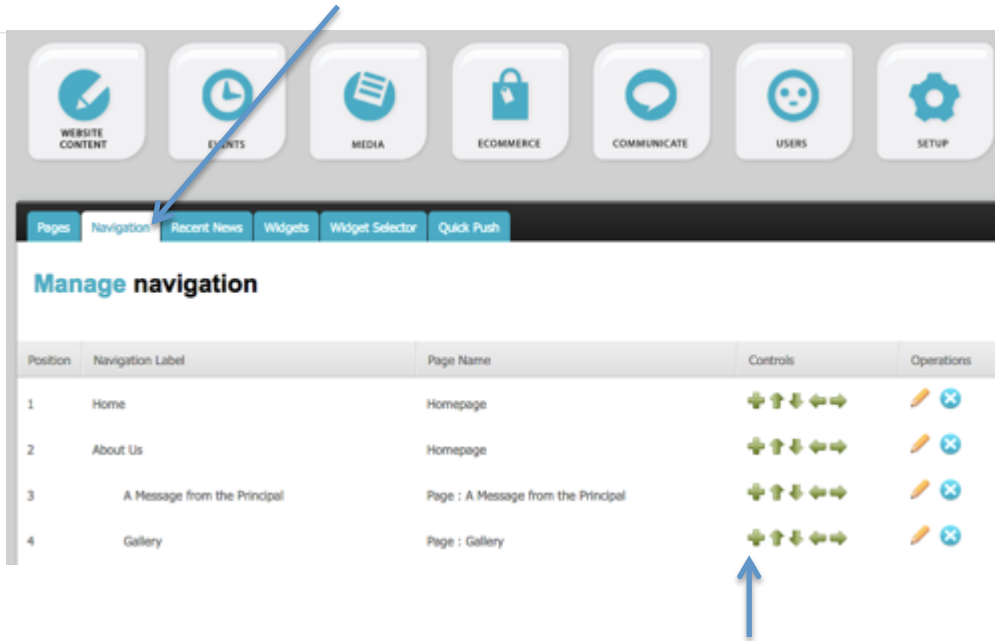 WEBSITE
CONTENT
EVENTS
MEDIA
ECOMMERCE
COMMUNICATE
USERS
SETUP
Pages Navigation Recent News Widgets Widget Selector Quick Push
Manage navigation
Position Navigation Label Page Name Controls Operations
1 Home Homepage
2 About Us Homepage
3 A Message from the Principal Page : A Message from the Principal
4 Gallery Page : Gallery